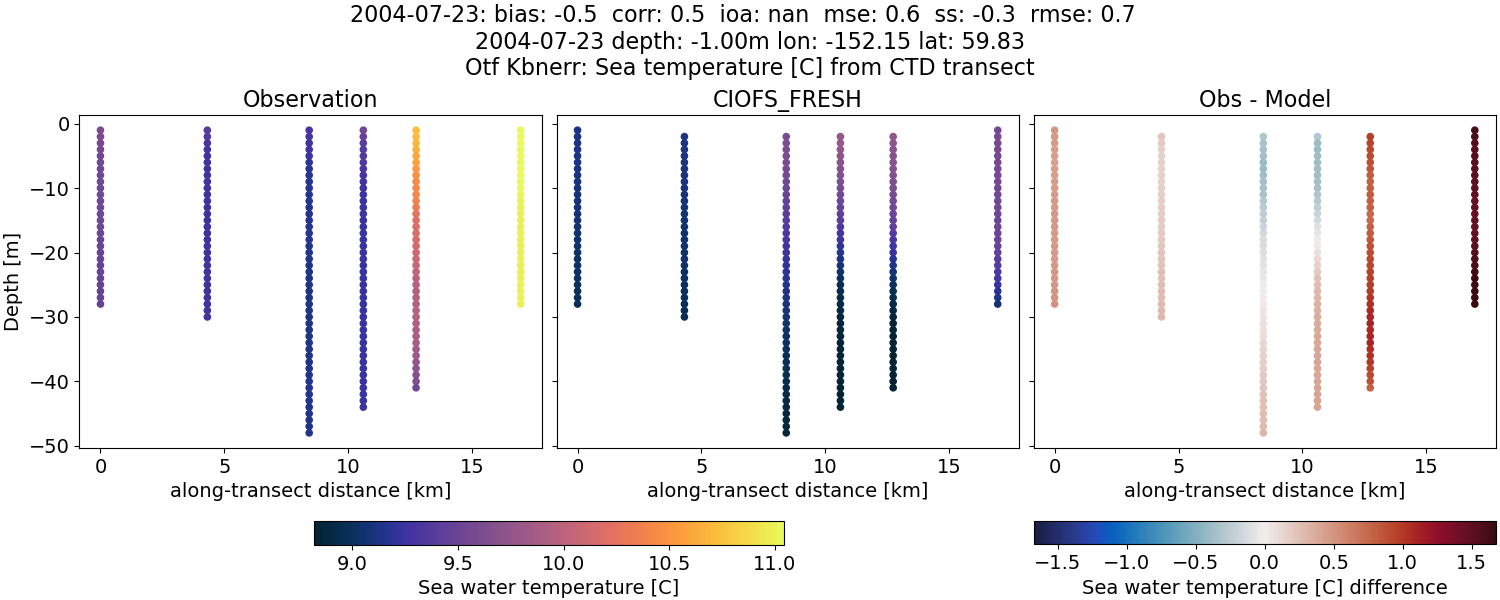 2004-07-23: bias: -0.5  corr: 0.5  ioa: nan  mse: 0.6  ss: -0.3  rmse: 0.7
2004-07-23 depth: -1.00m lon: -152.15 lat: 59.83
Otf Kbnerr: Sea temperature [C] from CTD transect
Observation
CIOFS_FRESH
Obs - Model
Depth [m]
0
−10
−20
−30
−40
−50
0 5 10 15
0 5 10 15
0 5 10 15
along-transect distance [km]
along-transect distance [km]
along-transect distance [km]
9.0 9.5 10.0 10.5 11.0
Sea water temperature [C]
−1.5 −1.0 −0.5 0.0 0.5 1.0 1.5
Sea water temperature [C] difference